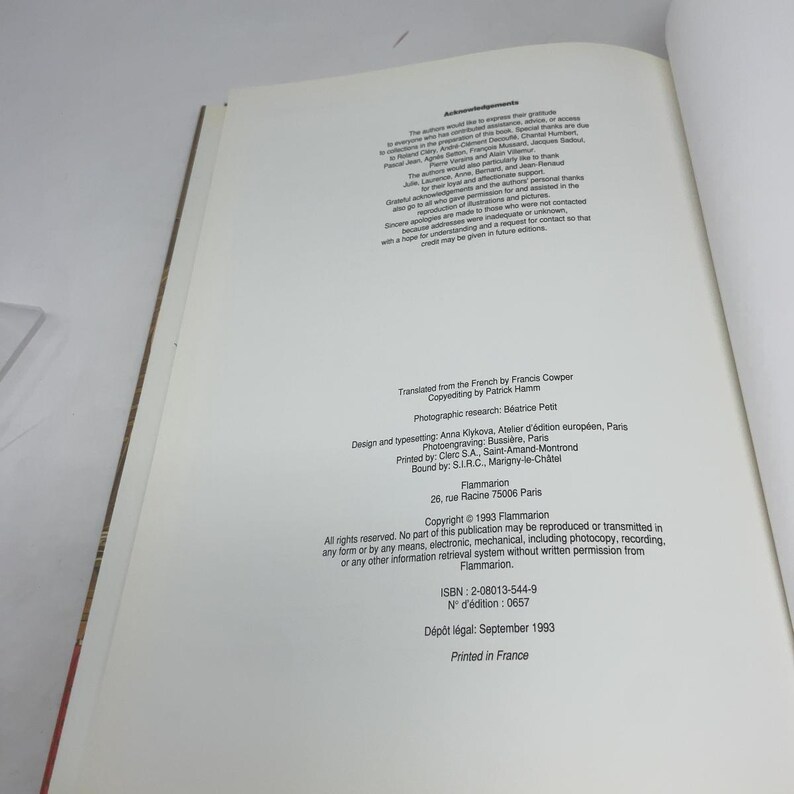 Acknowledgements
The authors would like to express their gratitude
to everyone who has contributed assistance, advice, or access
to collections in the preparation of this book. Special thanks are due
to Roland Cléry, André-Clément Decouflé, Chantal Humbert,
Pascal Jean, Agnès Setton, François Mussard, Jacques Sadoul,
Pierre Versins and Alain Villemur.
The authors would also particularly like to thank
Julie, Laurence, Anne, Bernard, and Jean-Renaud
for their loyal and affectionate support.
Grateful acknowledgements and the authors' personal thanks
also go to all who gave permission for and assisted in the
reproduction of illustrations and pictures.
Sincere apologies are made to those who were not contacted
because addresses were inadequate or unknown,
with a hope for understanding and a request for contact so that
credit may be given in future editions.
Translated from the French by Francis Cowper
Copyediting by Patrick Hamm
Photographic research: Béatrice Petit
Design and typesetting: Anna Klykova, Atelier d'édition européen, Paris
Photoengraving: Bussière, Paris
Printed by: Clerc S.A., Saint-Amand-Montrond
Bound by: S.I.R.C., Marigny-le-Châtel
Flammarion
26, rue Racine 75006 Paris
Copyright © 1993 Flammarion
All rights reserved. No part of this publication may be reproduced or transmitted in
any form or by any means, electronic, mechanical, including photocopy, recording,
or any other information retrieval system without written permission from
Flammarion.
ISBN : 2-08013-544-9
N° d'édition : 0657
Dépôt légal: September 1993
Printed in France